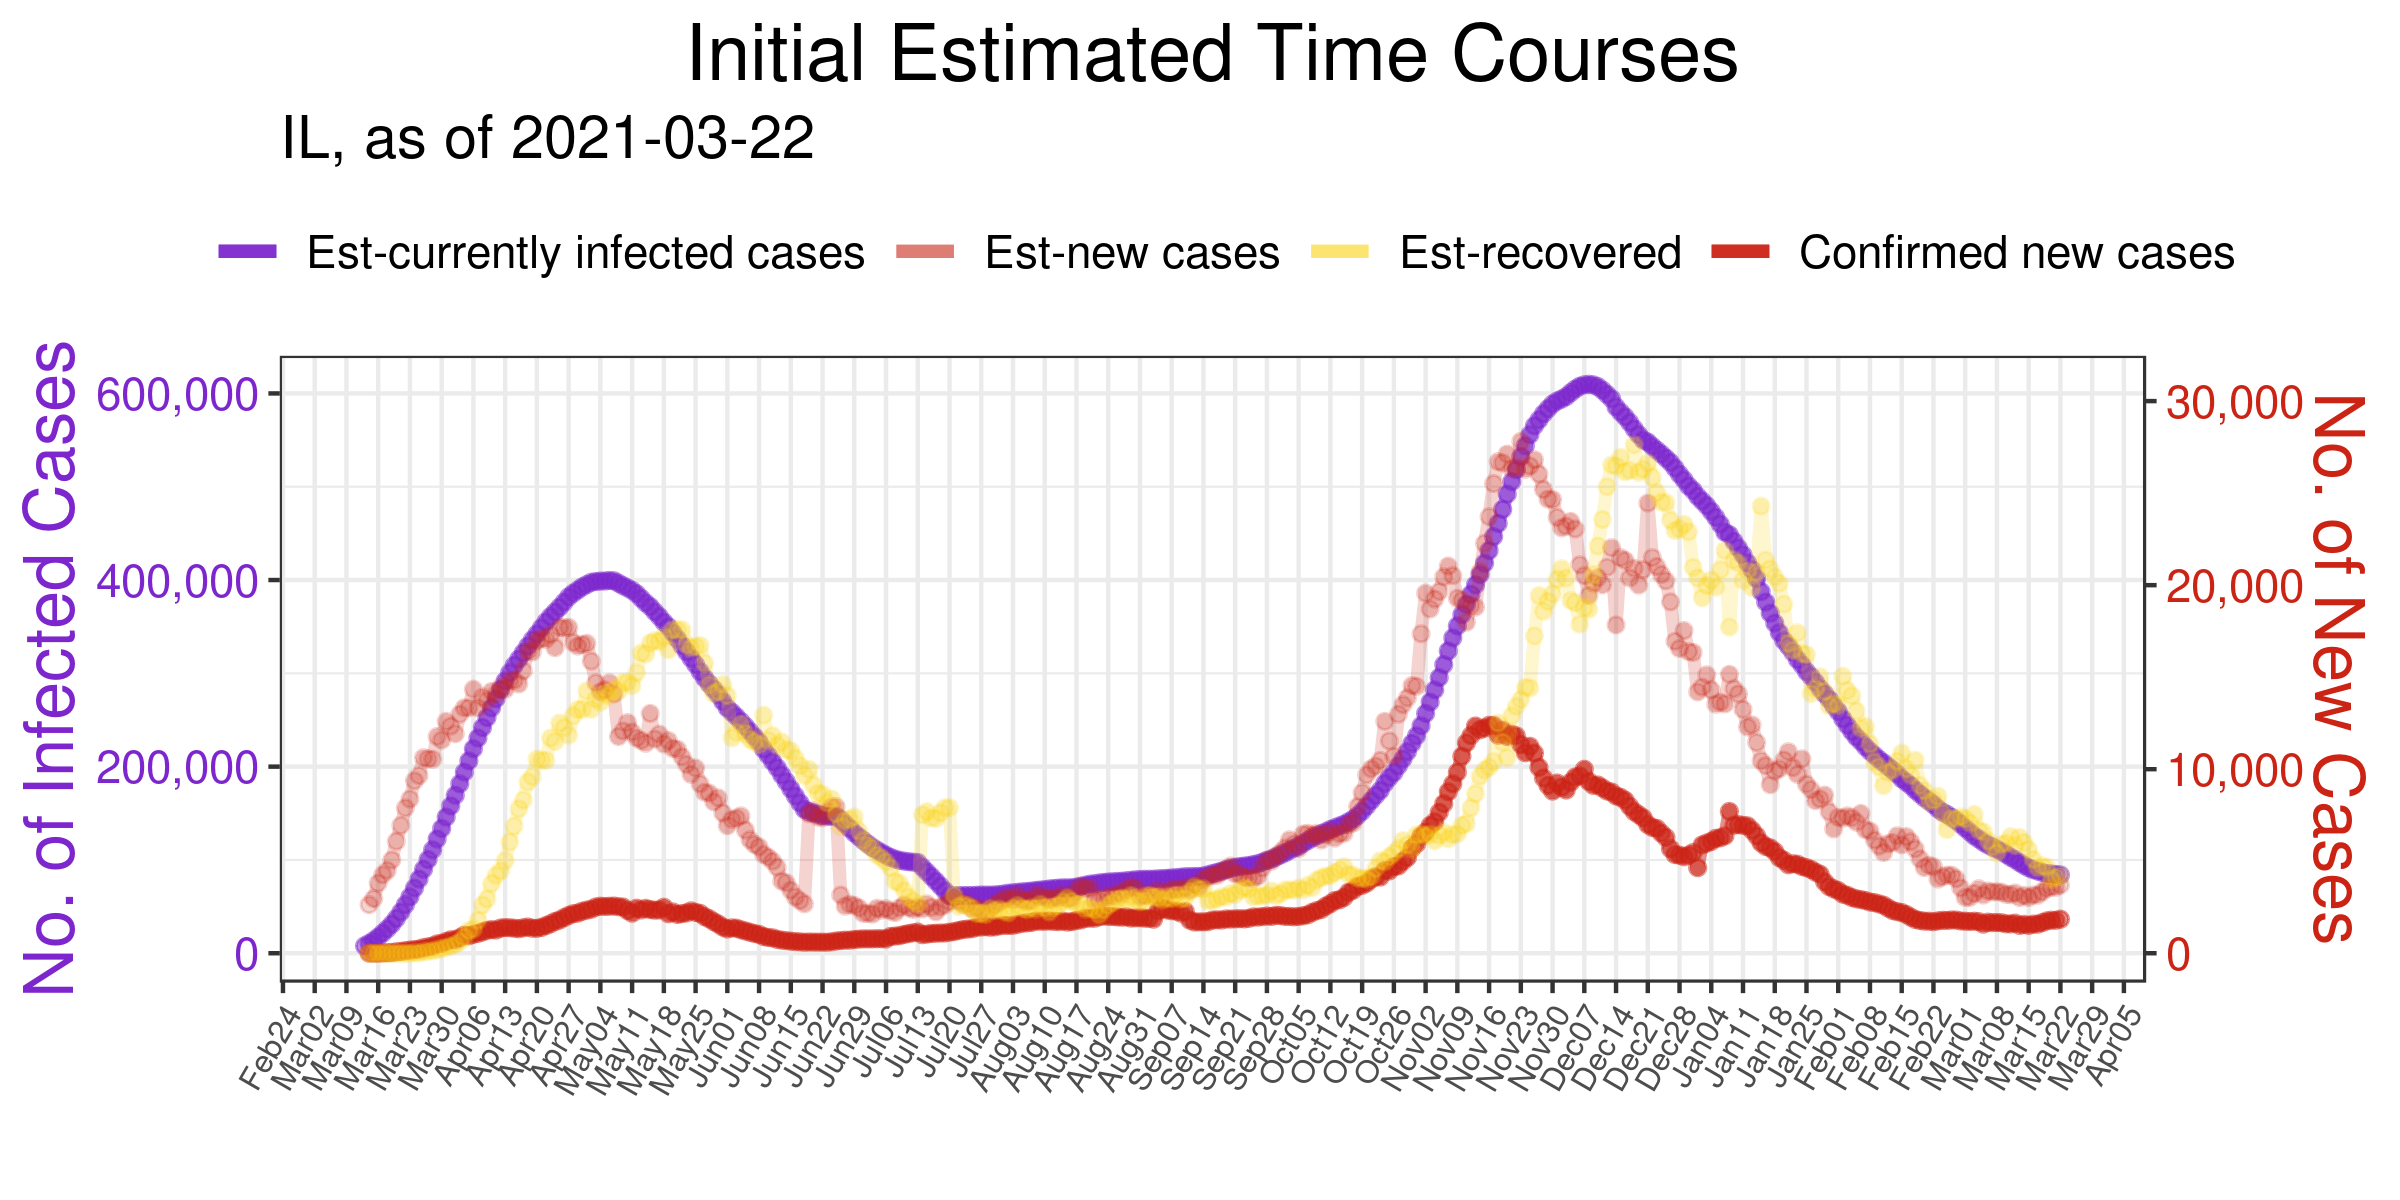 Initial Estimated Time Courses
IL, as of 2021-03-22
Est-currently infected cases Est-new cases Est-recovered Confirmed new cases
No. of Infected Cases
600,000
400,000
200,000
0
30,000
20,000
10,000
0
No. of New Cases
Feb24 Mar02 Mar09 Mar16 Mar23 Mar30 Apr06 Apr13 Apr20 Apr27 May04 May11 May18 May25 Jun01 Jun08 Jun15 Jun22 Jun29 Jul06 Jul13 Jul20 Jul27 Aug03 Aug10 Aug17 Aug24 Aug31 Sep07 Sep14 Sep21 Sep28 Oct05 Oct12 Oct19 Oct26 Nov02 Nov09 Nov16 Nov23 Nov30 Dec07 Dec14 Dec21 Dec28 Jan04 Jan11 Jan18 Jan25 Feb01 Feb08 Feb15 Feb22 Mar01 Mar08 Mar15 Mar22 Mar29 Apr05